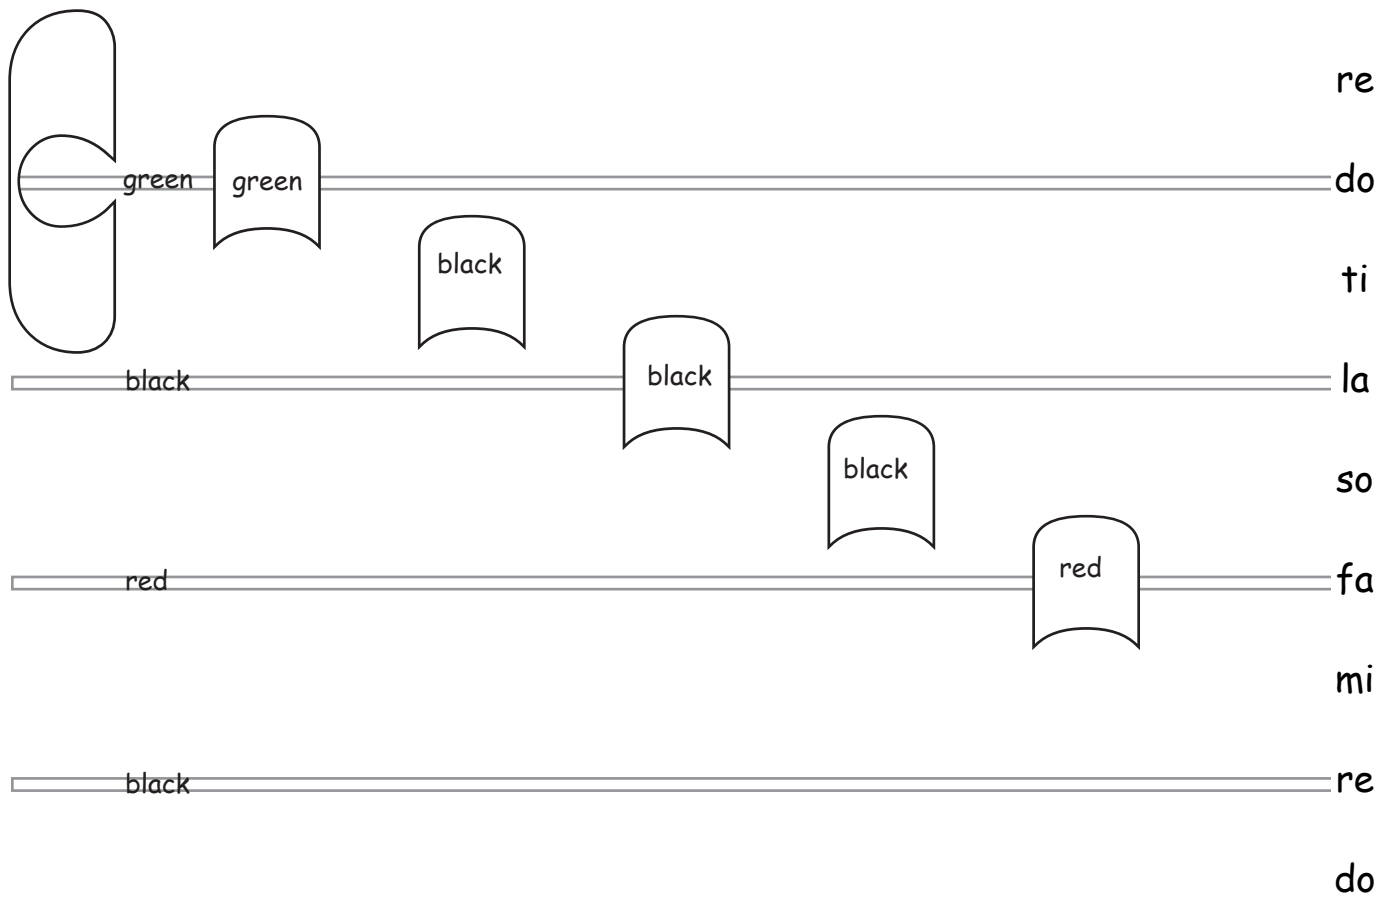 re
green green do
black ti
black black la
black so
red red fa
mi
black re
do